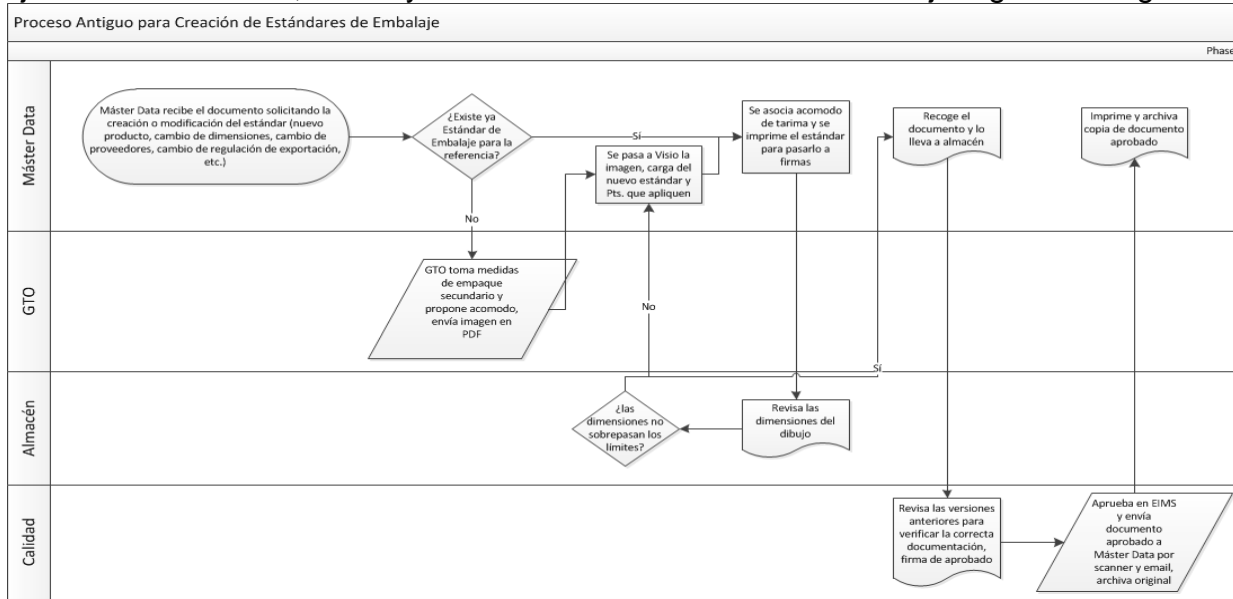 Proceso Antiguo para Creación de Estándares de Embalaje
Phase
Máster Data
Máster Data recibe el documento solicitando la
creación o modificación del estándar (nuevo
producto, cambio de dimensiones, cambio de
proveedores, cambio de regulación de exportación,
etc.)
¿Existe ya
Estándar de
Embalaje para la
referencia?
Sí
No
Se pasa a Visio la
imagen, carga del
nuevo estándar y
Pts. que apliquen
Se asocia acomodo
de tarima y se
imprime el estándar
para pasarlo a
firmas
Recoge el
documento y lo
lleva a almacén
Imprime y archiva
copia de documento
aprobado
GTO
GTO toma medidas
de empaque
secundario y
propone acomodo,
envía imagen en
PDF
No
Sí
Almacén
¿las
dimensiones no
sobrepasan los
límites?
Revisa las
dimensiones del
dibujo
Calidad
Revisa las versiones
anteriores para
verificar la correcta
documentación,
firma de aprobado
Aprueba en EIMS
y envía
documento
aprobado a
Máster Data por
scanner y email,
archiva original